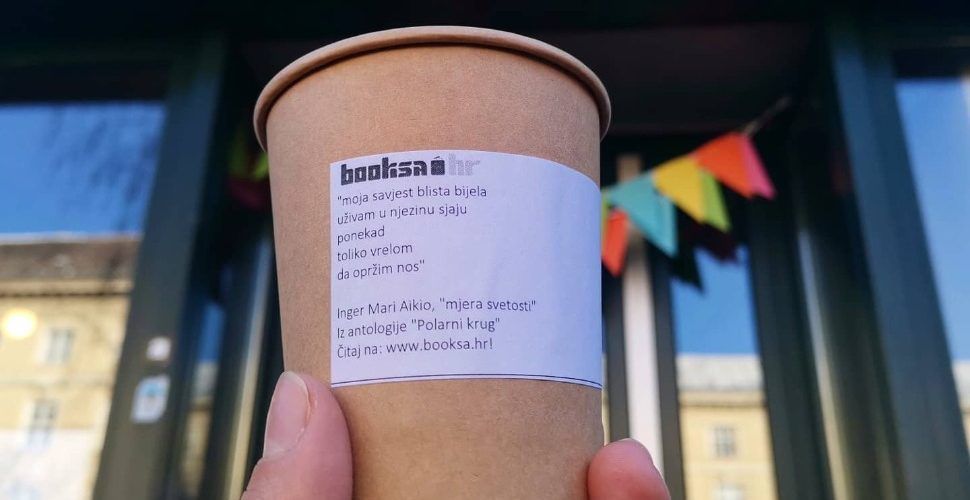 booksa hr
"moja savjest blista bijela
uživam u njezinu sjaju
ponekad
toliko vrelom
da opržim nos"
Inger Mari Aikio, "mjera svetosti"
Iz antologije "Polarni krug"
Čitaj na: www.booksa.hr!